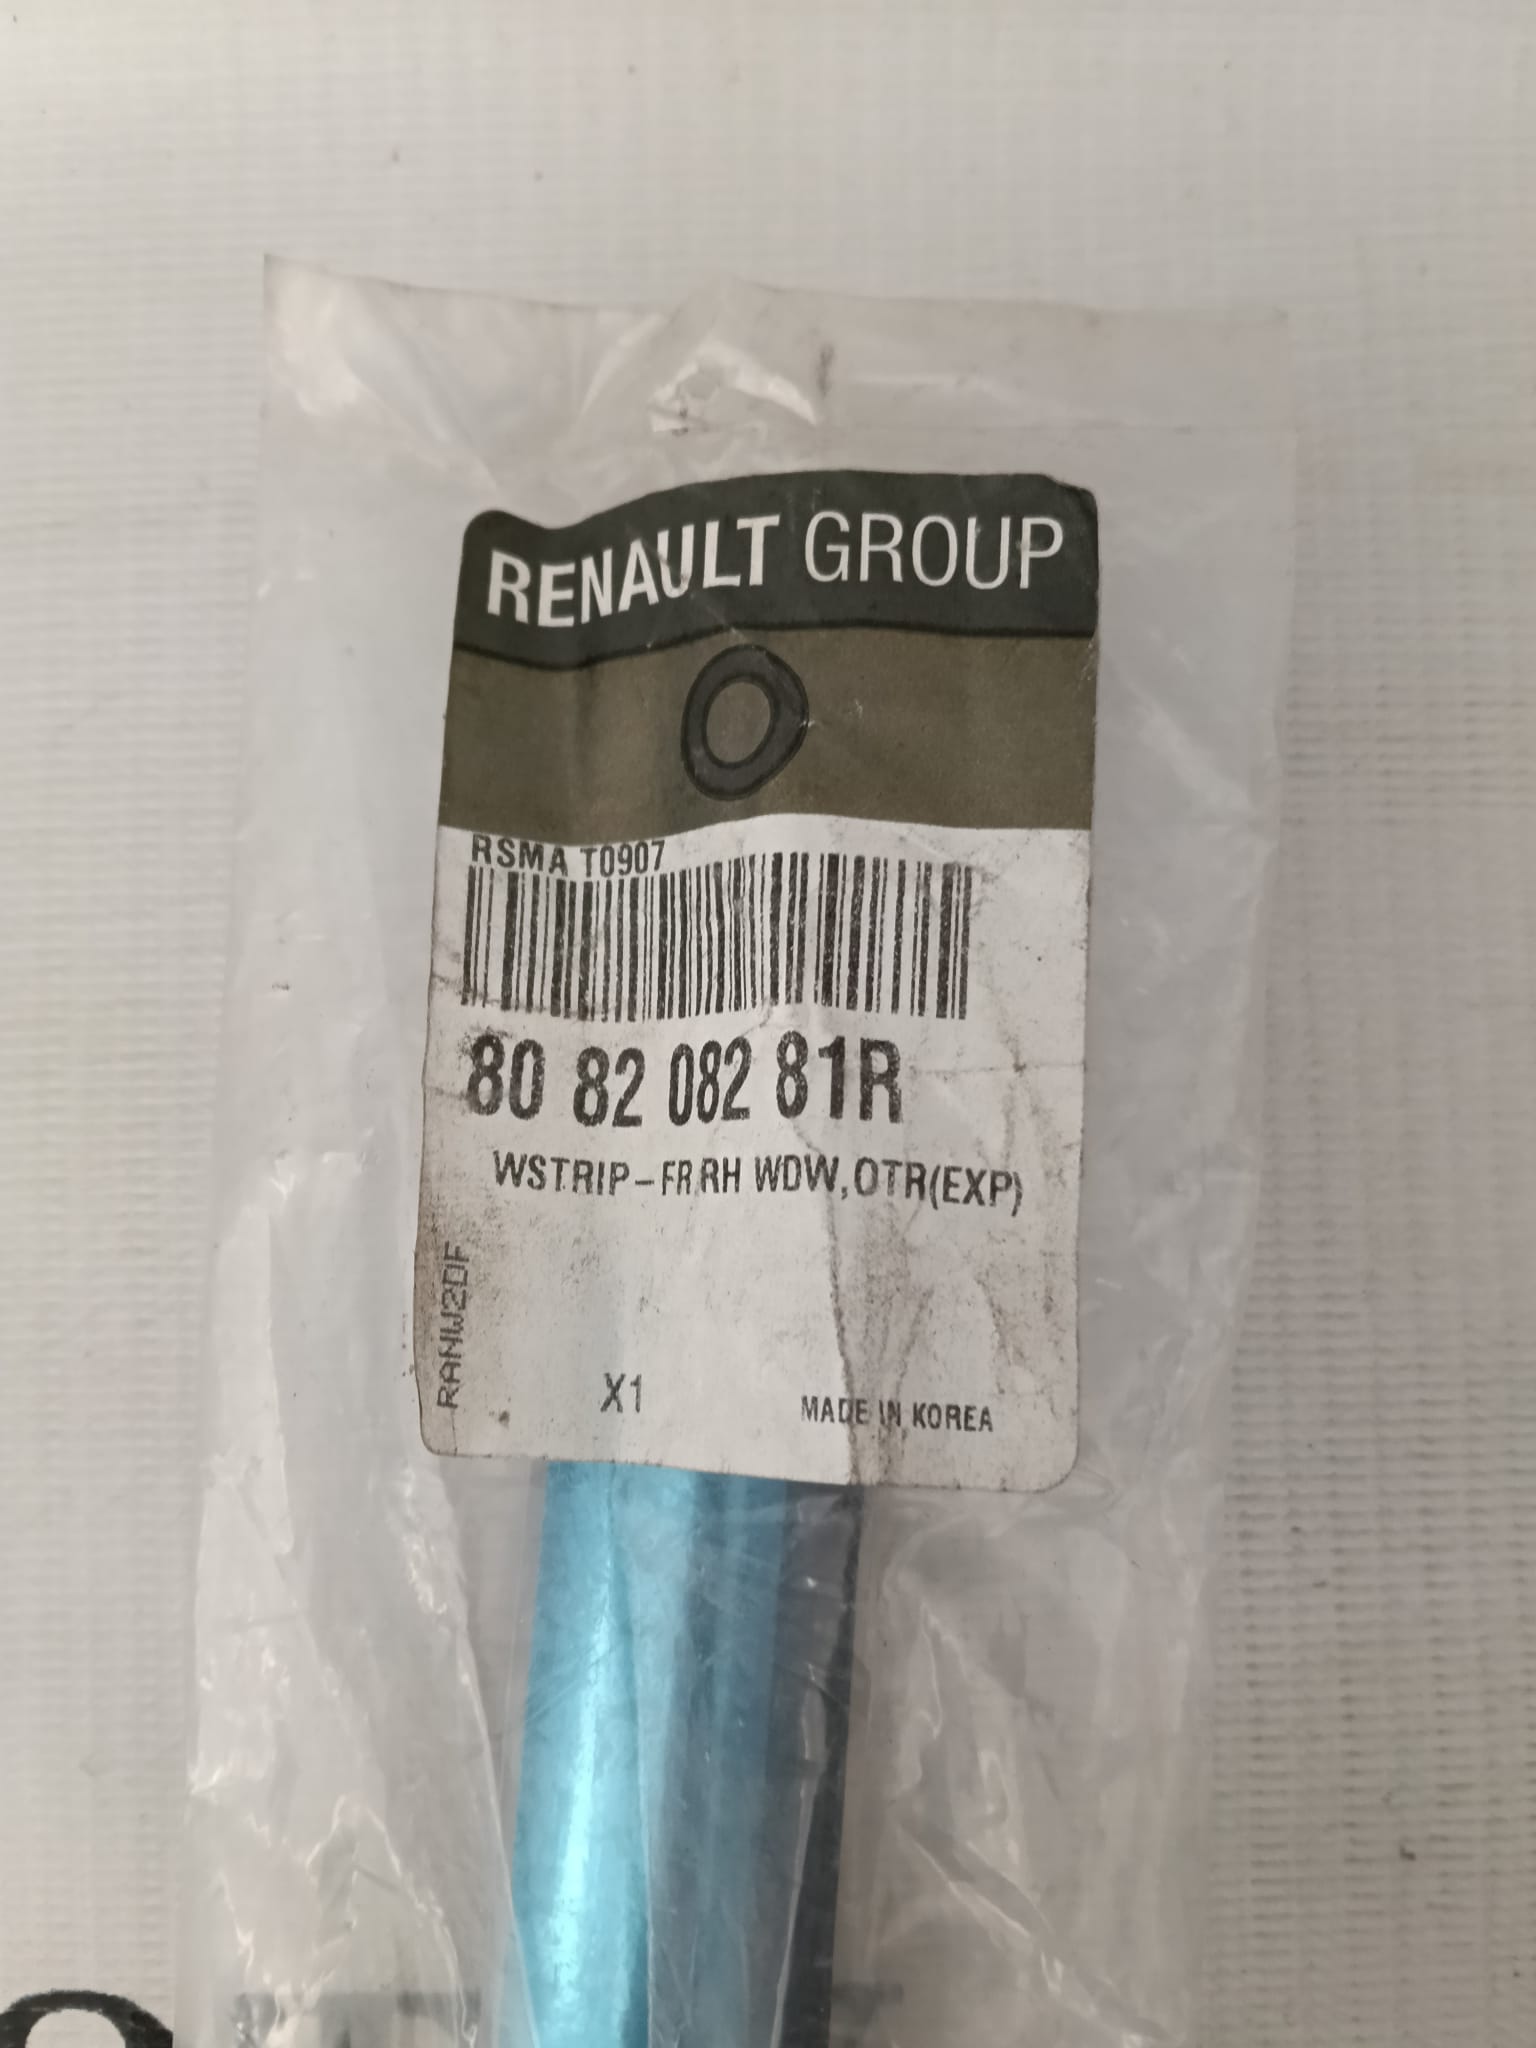 RENAULT GROUP
RSMA T0907
80 82 082 81R
WSTRIP-FR RH WDW,OTR(EXP)
RANW2DF
X1
MADE IN KOREA